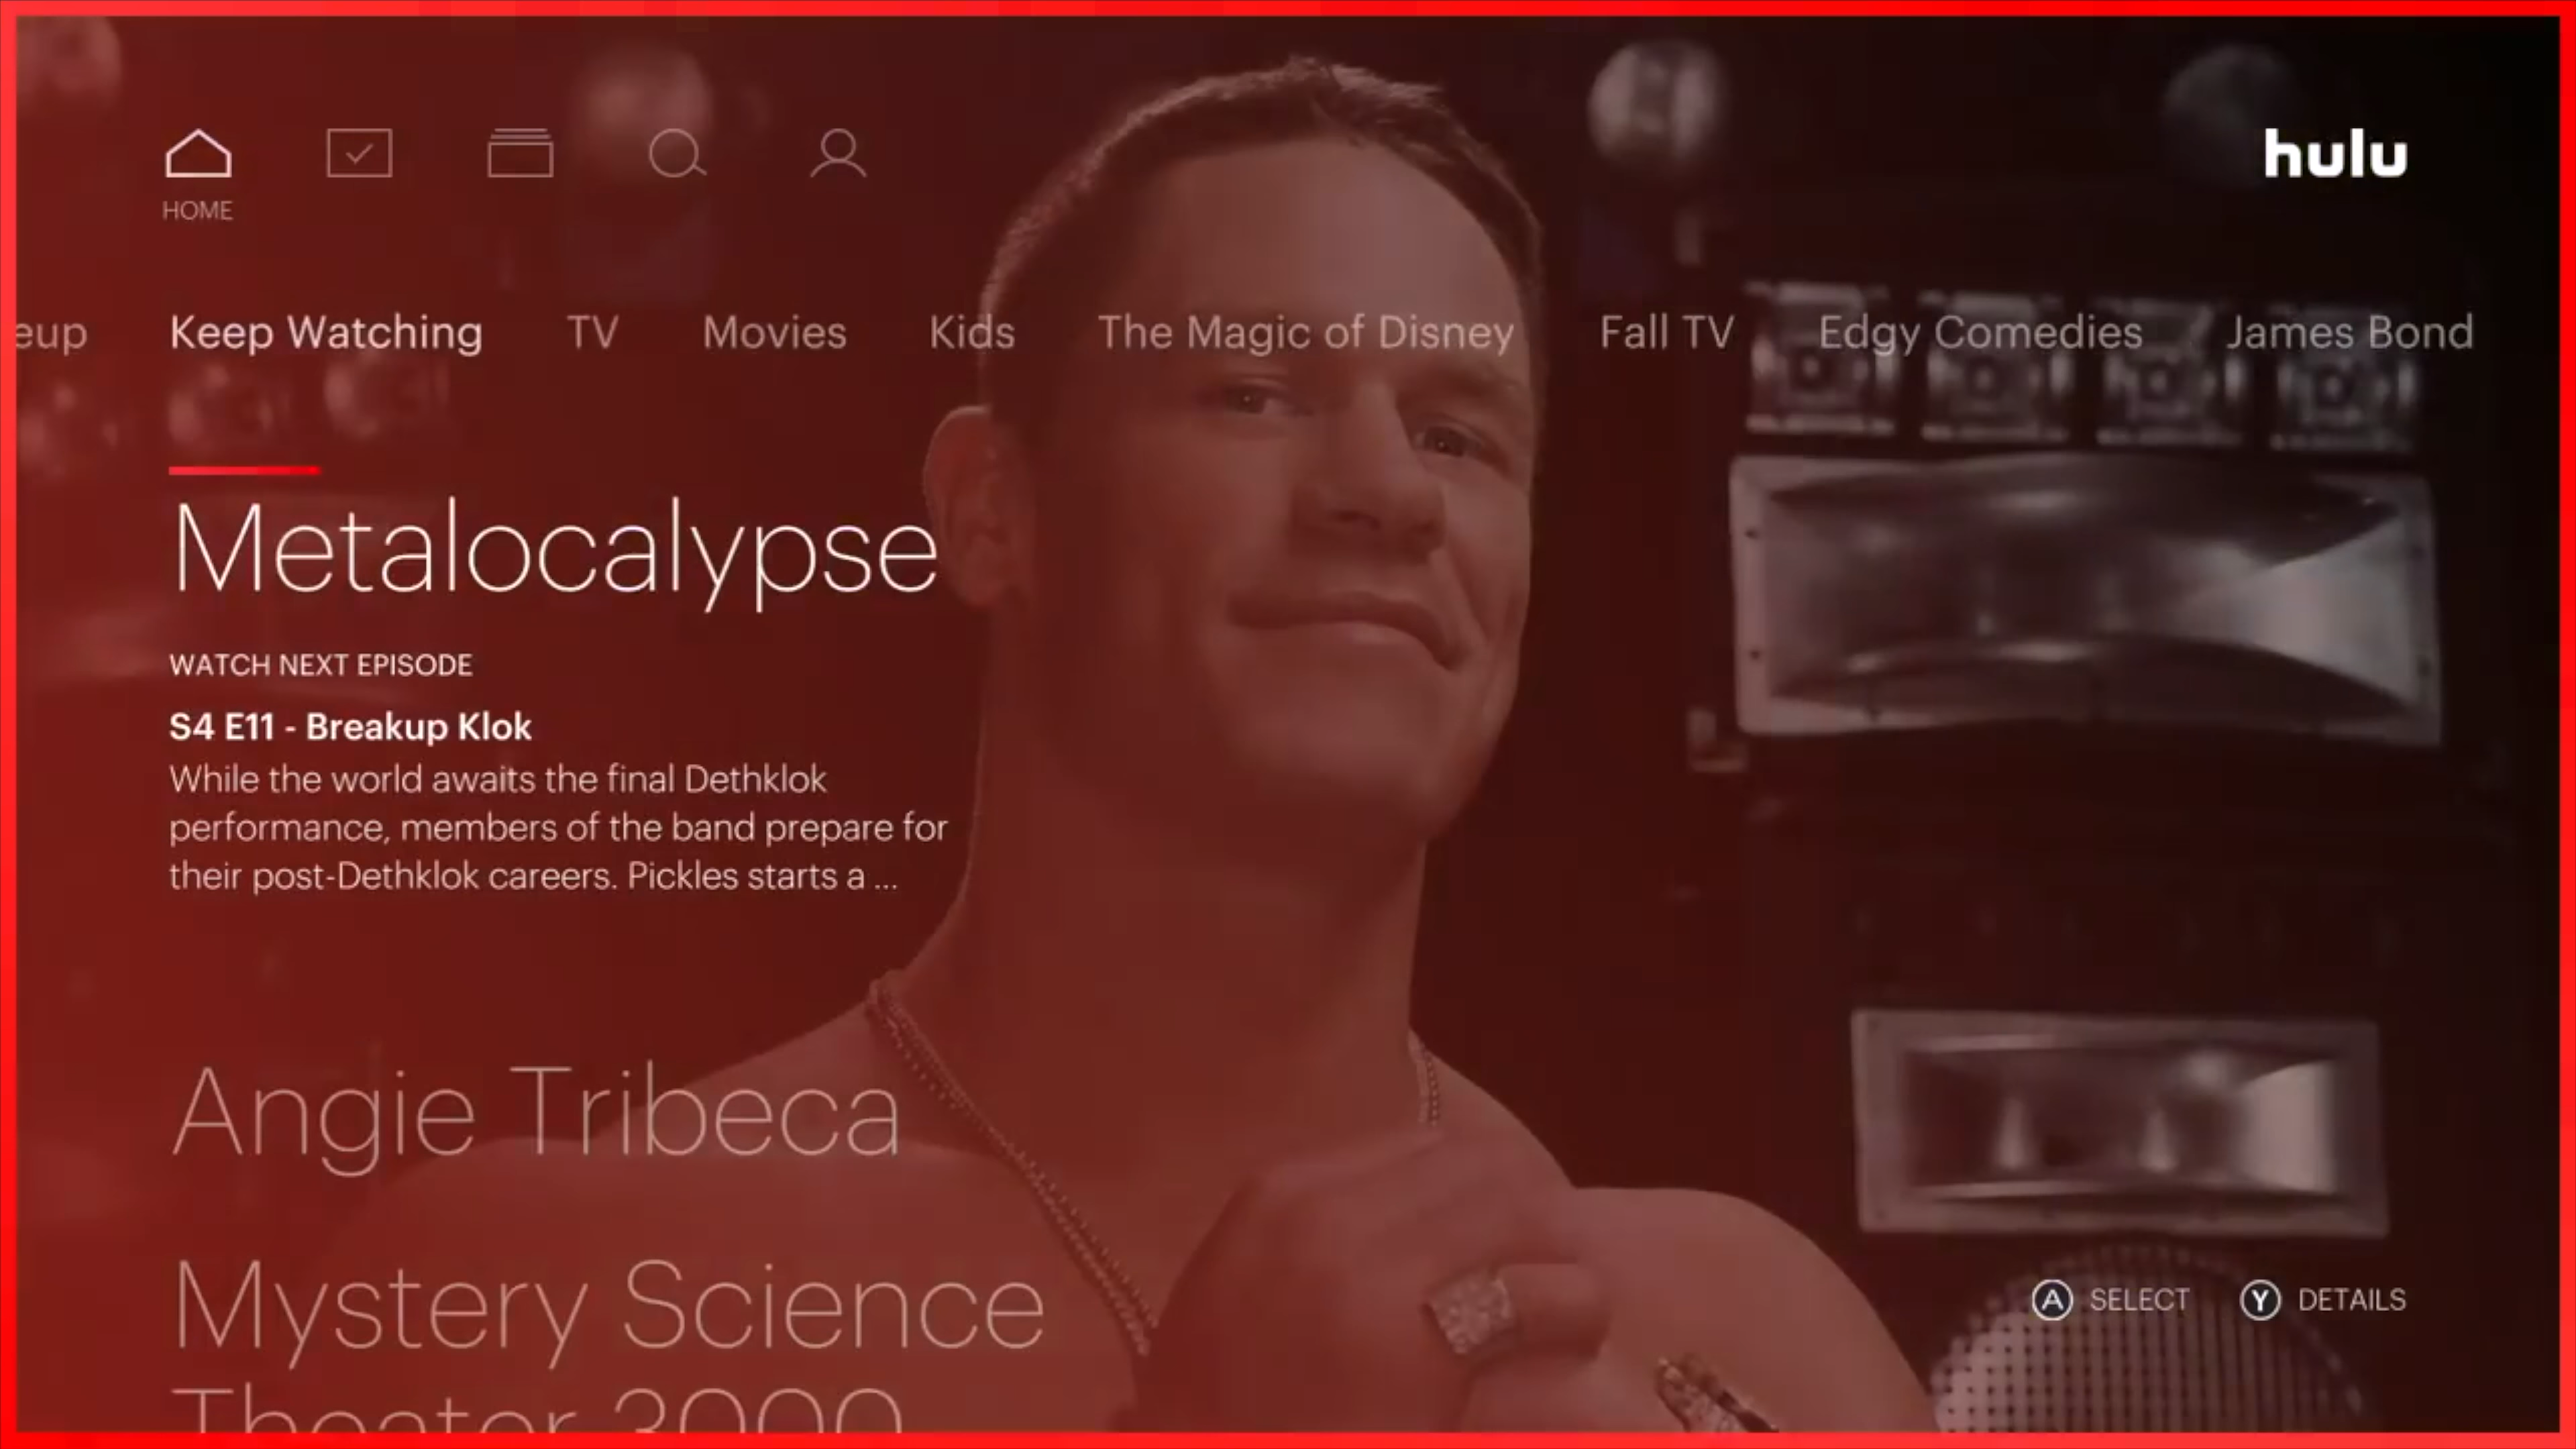 hulu
HOME
eup Keep Watching TV Movies Kids The Magic of Disney Fall TV Edgy Comedies James Bond
Metalocalypse
WATCH NEXT EPISODE
S4 E11 - Breakup Klok
While the world awaits the final Dethklok
performance, members of the band prepare for
their post-Dethklok careers. Pickles starts a ...
Angie Tribeca
Mystery Science
Theater 3000
A SELECT Y DETAILS